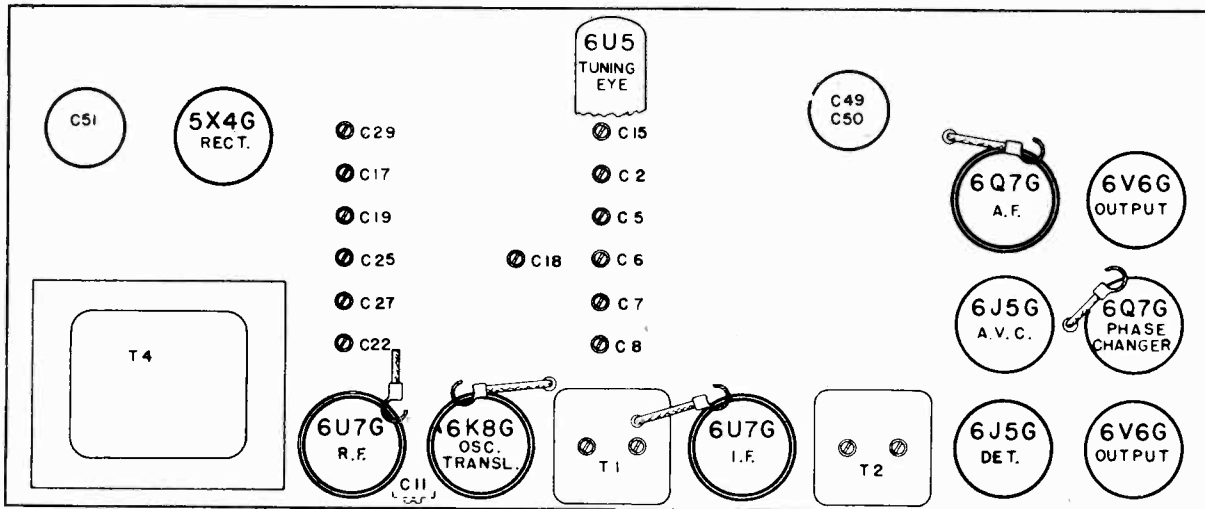 6U5
TUNING
EYE
C51
5X4G
RECT.
C49
C50
C29
C17
C19
C25
C27
C22
C18
C15
C2
C5
C6
C7
C8
6Q7G
A.F.
6V6G
OUTPUT
6J5G
A.V.C.
6Q7G
PHASE
CHANGER
T4
6U7G
R.F.
6K8G
OSC.
TRANSL.
C11
T1
6U7G
I.F.
T2
6J5G
DET.
6V6G
OUTPUT